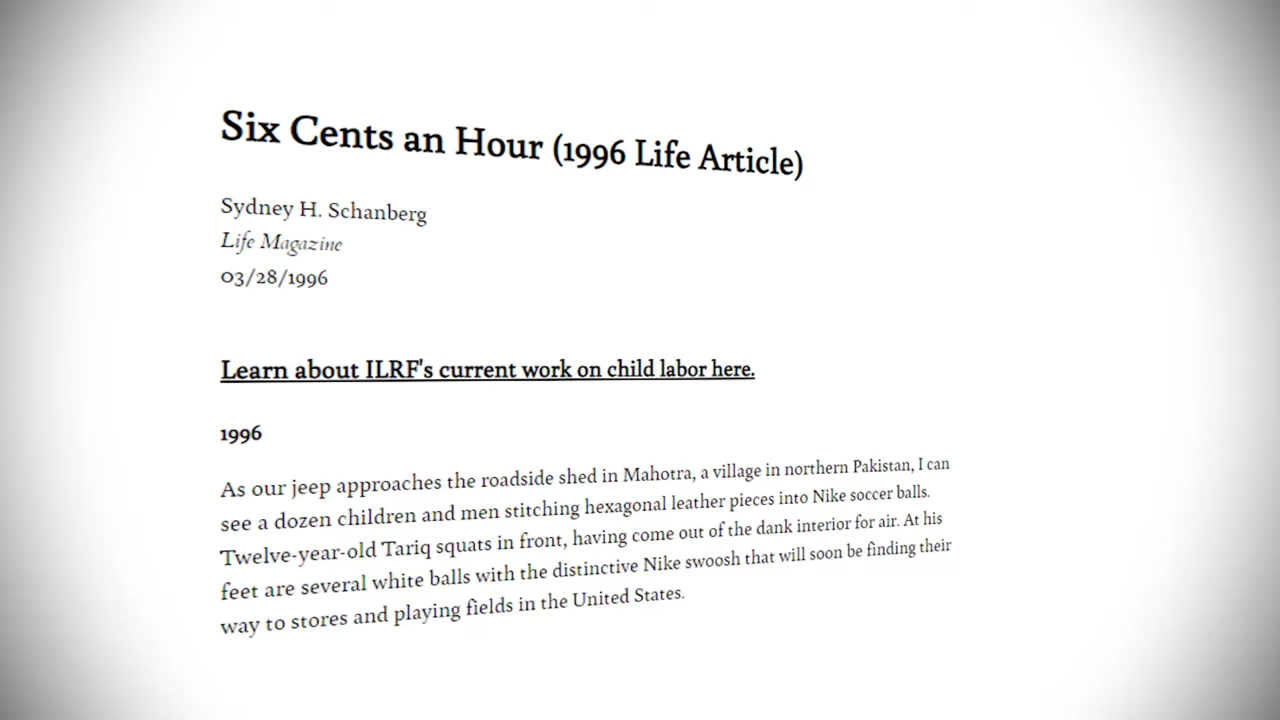 Six Cents an Hour (1996 Life Article)
Sydney H. Schanberg
Life Magazine
03/28/1996
Learn about ILRF's current work on child labor here.
1996
As our jeep approaches the roadside shed in Mahotra, a village in northern Pakistan, I can
see a dozen children and men stitching hexagonal leather pieces into Nike soccer balls.
Twelve-year-old Tariq squats in front, having come out of the dank interior for air. At his
feet are several white balls with the distinctive Nike swoosh that will soon be finding their
way to stores and playing fields in the United States.